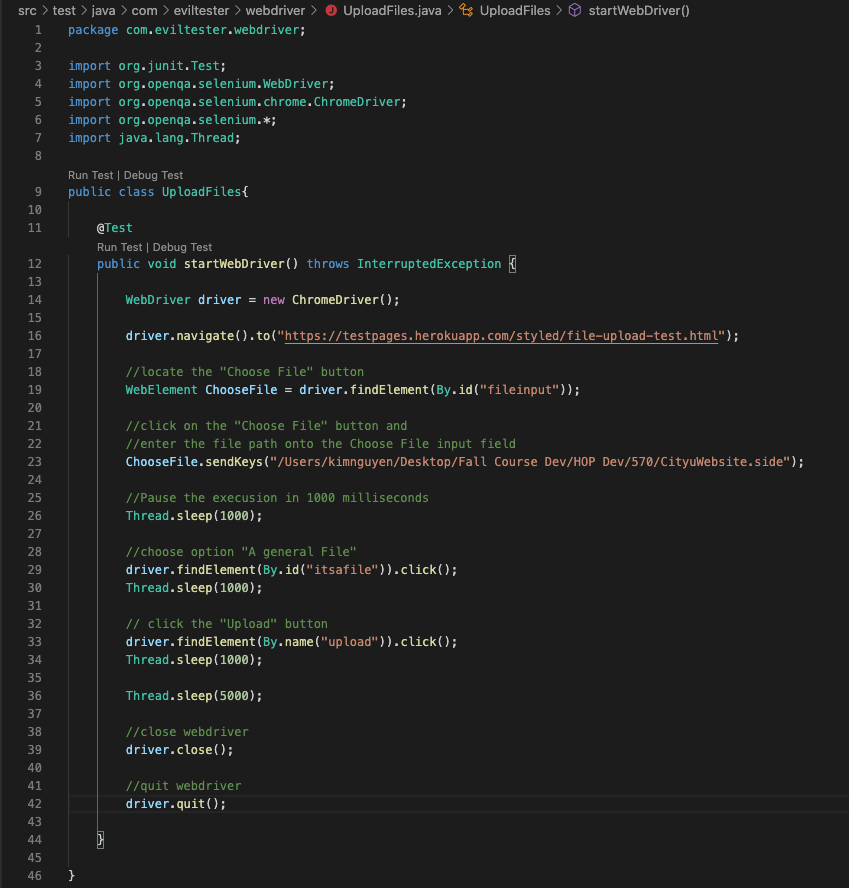 src > test > java > com > eviltester > webdriver > J UploadFiles.java > UploadFiles > startWebDriver()
1 package com.eviltester.webdriver;
2
3 import org.junit.Test;
4 import org.openqa.selenium.WebDriver;
5 import org.openqa.selenium.chrome.ChromeDriver;
6 import org.openqa.selenium.*;
7 import java.lang.Thread;
8
Run Test | Debug Test
9 public class UploadFiles{
10
11 @Test
Run Test | Debug Test
12 public void startWebDriver() throws InterruptedException {
13
14 WebDriver driver = new ChromeDriver();
15
16 driver.navigate().to("https://testpages.herokuapp.com/styled/file-upload-test.html");
17
18 //locate the "Choose File" button
19 WebElement ChooseFile = driver.findElement(By.id("fileinput"));
20
21 //click on the "Choose File" button and
22 //enter the file path onto the Choose File input field
23 ChooseFile.sendKeys("/Users/kimnguyen/Desktop/Fall Course Dev/HOP Dev/570/CityuWebsite.side");
24
25 //Pause the execusion in 1000 milliseconds
26 Thread.sleep(1000);
27
28 //choose option "A general File"
29 driver.findElement(By.id("itsafile")).click();
30 Thread.sleep(1000);
31
32 // click the "Upload" button
33 driver.findElement(By.name("upload")).click();
34 Thread.sleep(1000);
35
36 Thread.sleep(5000);
37
38 //close webdriver
39 driver.close();
40
41 //quit webdriver
42 driver.quit();
43
44 }
45
46 }